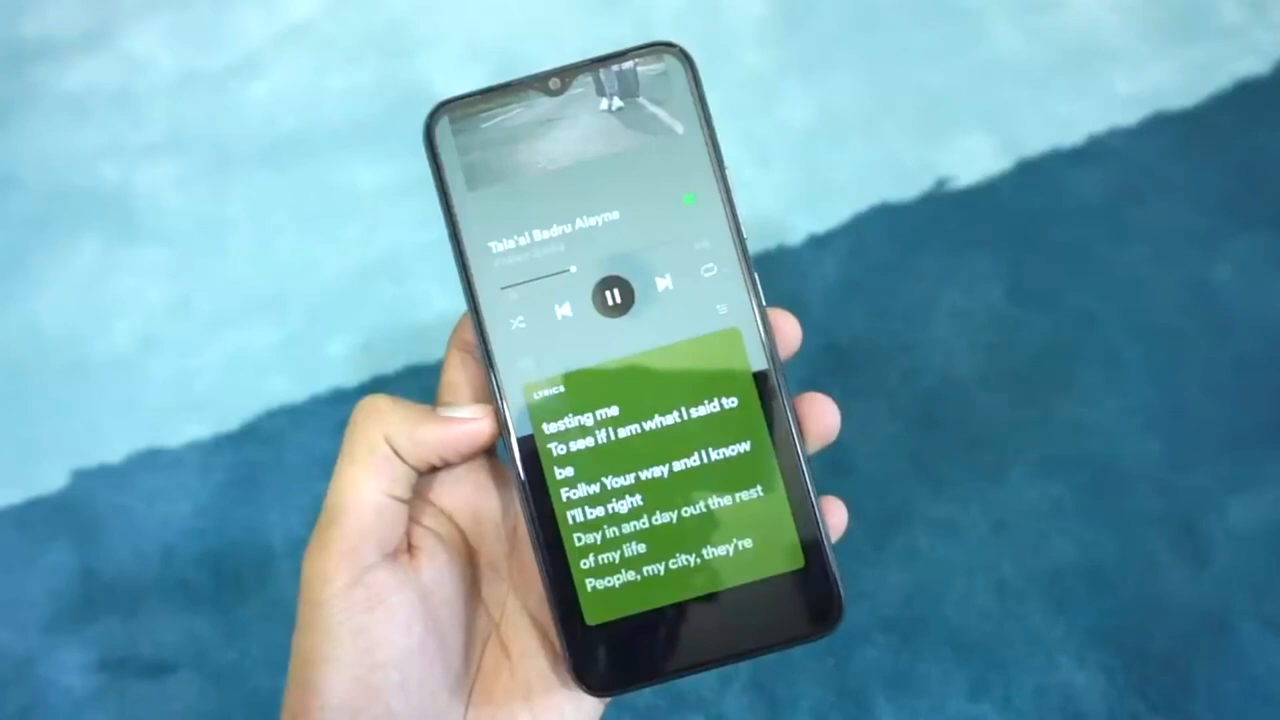 Tala'al Badru Alayna
LYRICS
testing me
To see if I am what I said to
be
Follw Your way and I know
I'll be right
Day in and day out the rest
of my life
People, my city, they're